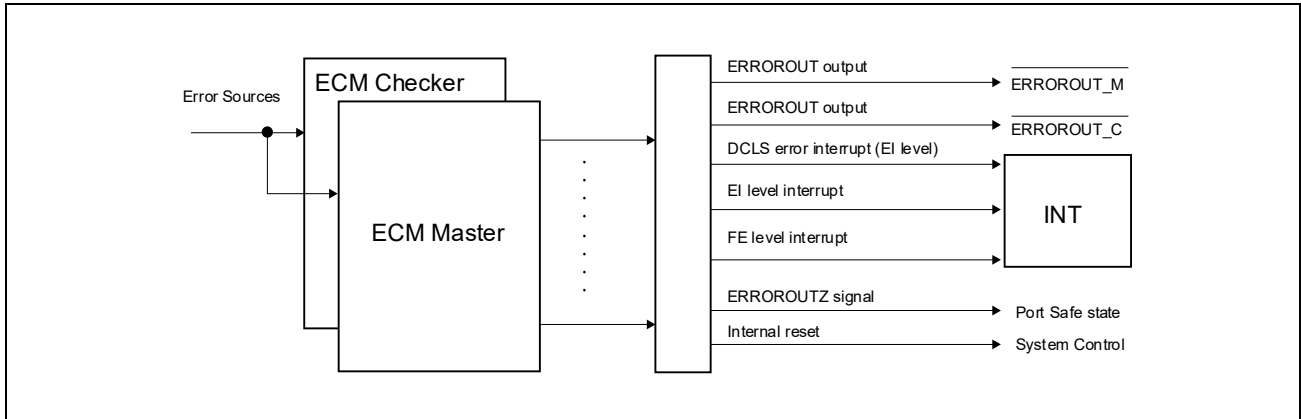 ERROROUT output
ECM Checker
ERROROUT_M
Error Sources
ERROROUT output
ERROROUT_C
DCLS error interrupt (EI level)
EI level interrupt
INT
ECM Master
FE level interrupt
ERROROUTZ signal
Port Safe state
Internal reset
System Control